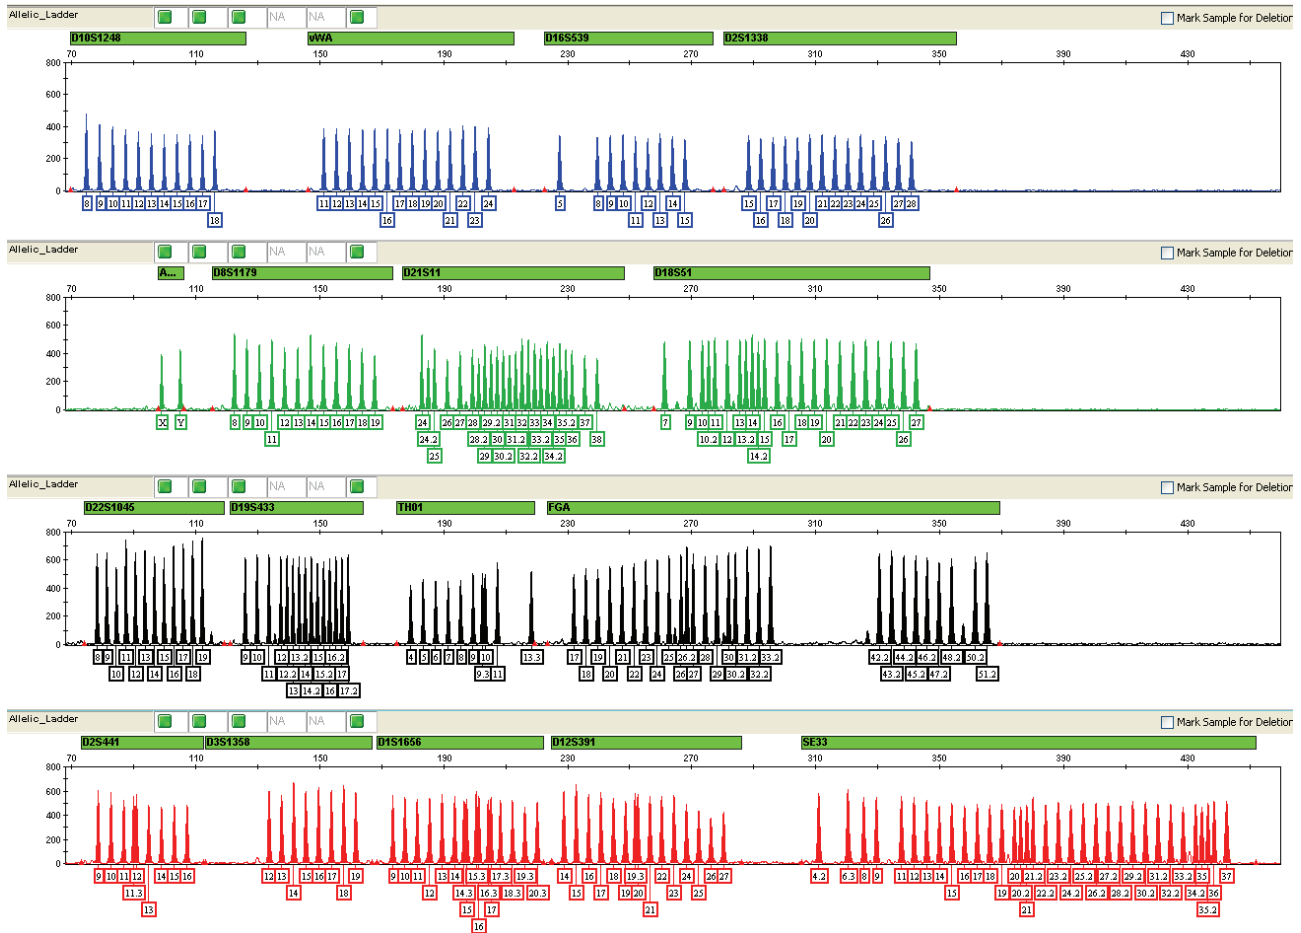 Allelic_Ladder NA NA Mark Sample for Deletion
D10S1248 vWA D16S539 D2S1338
70 110 150 190 230 270 310 350 390 430
800
600
400
200
0
8 9 10 11 12 13 14 15 16 17 11 12 13 14 15 17 18 19 20 22 24 5 8 9 10 12 14 15 17 19 21 22 23 24 25 27 28
18 16 21 23 11 13 15 16 18 20 26
Allelic_Ladder NA NA Mark Sample for Deletion
A... D8S1179 D21S11 D18S51
70 110 150 190 230 270 310 350 390 430
800
600
400
200
0
X Y 8 9 10 12 13 14 15 16 17 18 19 24 26 27 28 29.2 31 32 33 34 35.2 37 7 9 10 11 13 14 16 18 19 21 22 23 24 25 27
11 24.2 28.2 30 31.2 33.2 35 36 38 10.2 12 13.2 15 17 20 26
25 29 30.2 32.2 34.2 14.2
Allelic_Ladder NA NA Mark Sample for Deletion
D22S1045 D19S433 TH01 FGA
70 110 150 190 230 270 310 350 390 430
800
600
400
200
0
8 9 11 13 15 17 19 9 10 12 13.2 15 16.2 4 5 6 7 8 9 10 13.3 17 19 21 23 25 26.2 28 30 31.2 33.2 42.2 44.2 46.2 48.2 50.2
10 12 14 16 18 11 12.2 14 15.2 17 9.3 11 18 20 22 24 26 27 29 30.2 32.2 43.2 45.2 47.2 51.2
13 14.2 16 17.2
Allelic_Ladder NA NA Mark Sample for Deletion
D2S441 D3S1358 D1S1656 D12S391 SE33
70 110 150 190 230 270 310 350 390 430
800
600
400
200
0
9 10 11 12 14 15 16 12 13 15 16 17 19 9 10 11 13 14 15.3 17.3 19.3 14 16 18 19.3 22 24 26 27 4.2 6.3 8 9 11 12 13 14 16 17 18 20 21.2 23.2 25.2 27.2 29.2 31.2 33.2 35 37
11.3 14 18 12 14.3 16.3 18.3 20.3 15 17 19 20 23 25 15 19 20.2 22.2 24.2 26.2 28.2 30.2 32.2 34.2 36
13 15 17 21 21 35.2
16